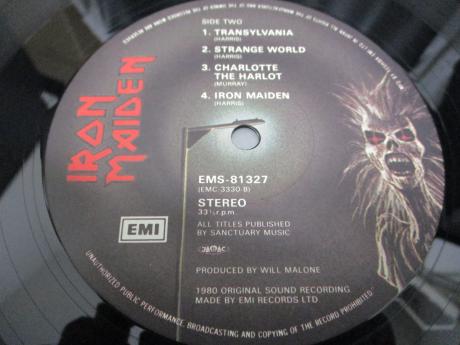 IRON
MAIDEN
SIDE TWO
1. TRANSYLVANIA
(HARRIS)
2. STRANGE WORLD
(HARRIS)
3. CHARLOTTE
THE HARLOT
(MURRAY)
4. IRON MAIDEN
(HARRIS)
EMI
EMS-81327
(EMC-3330-B)
STEREO
33⅓r.p.m.
ALL TITLES PUBLISHED
BY SANCTUARY MUSIC
PRODUCED BY WILL MALONE
1980 ORIGINAL SOUND RECORDING
MADE BY EMI RECORDS LTD
UNAUTHORIZED PUBLIC PERFORMANCE, BROADCASTING AND COPYING OF THE RECORD PROHIBITED